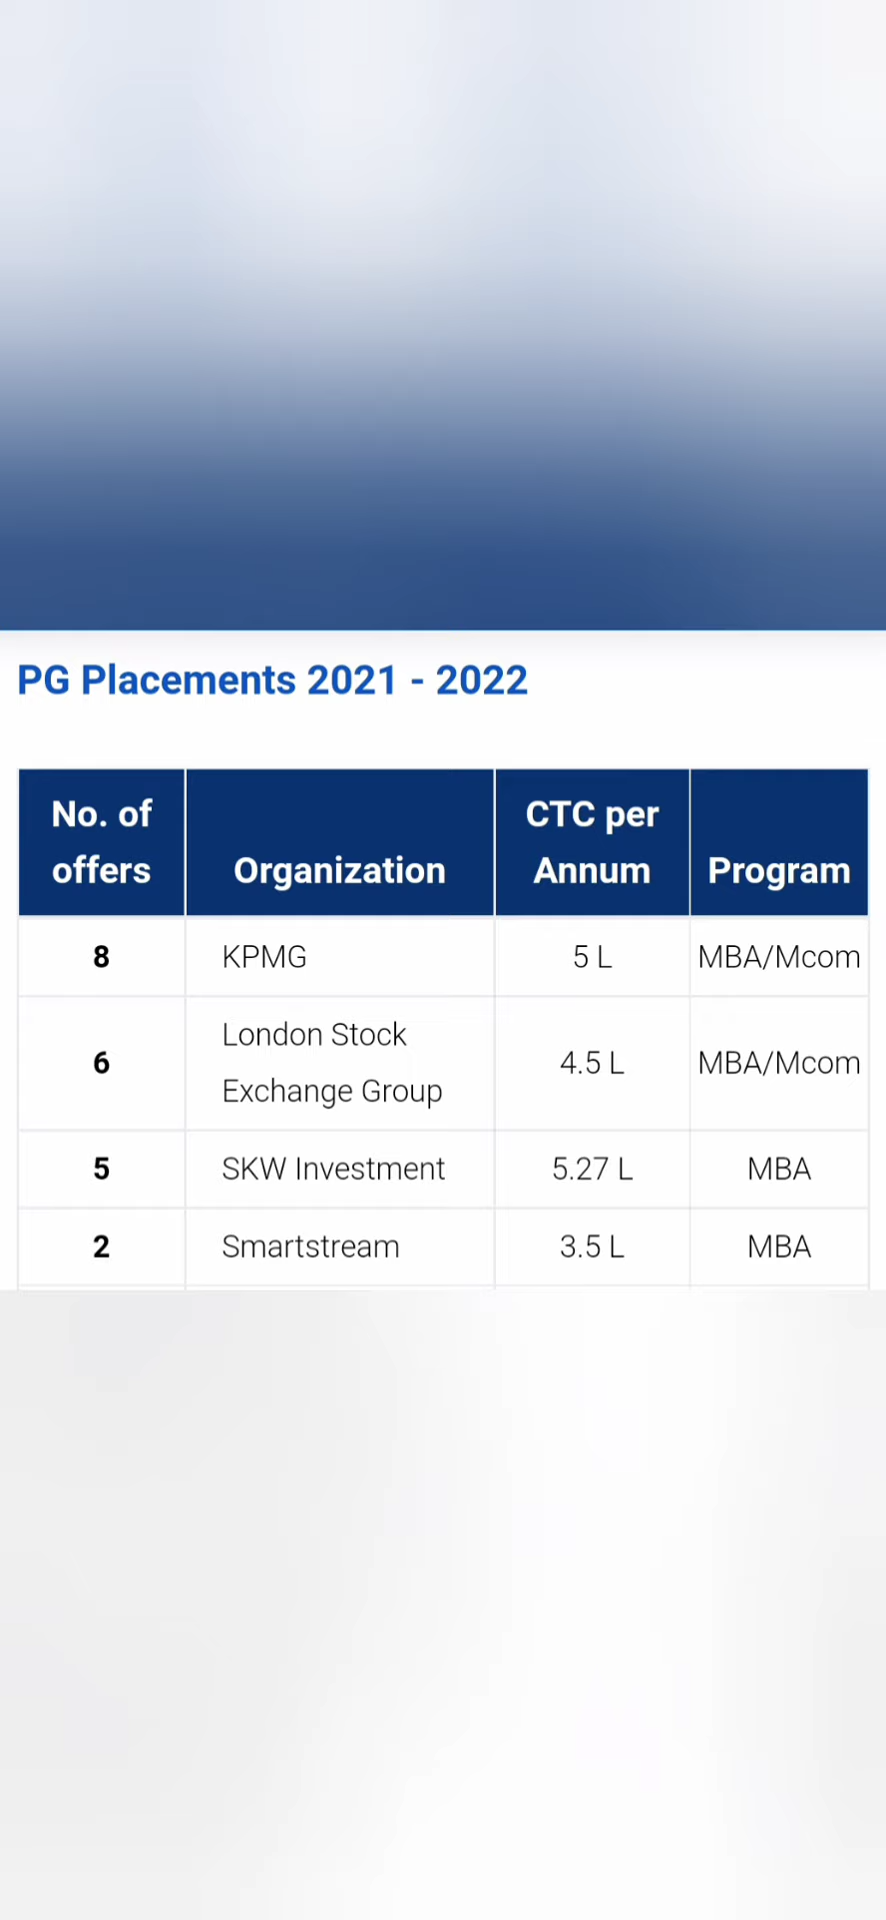 PG Placements 2021 - 2022
No. of offers Organization CTC per Annum Program
8 KPMG 5 L MBA/Mcom
6 London Stock Exchange Group 4.5 L MBA/Mcom
5 SKW Investment 5.27 L MBA
2 Smartstream 3.5 L MBA